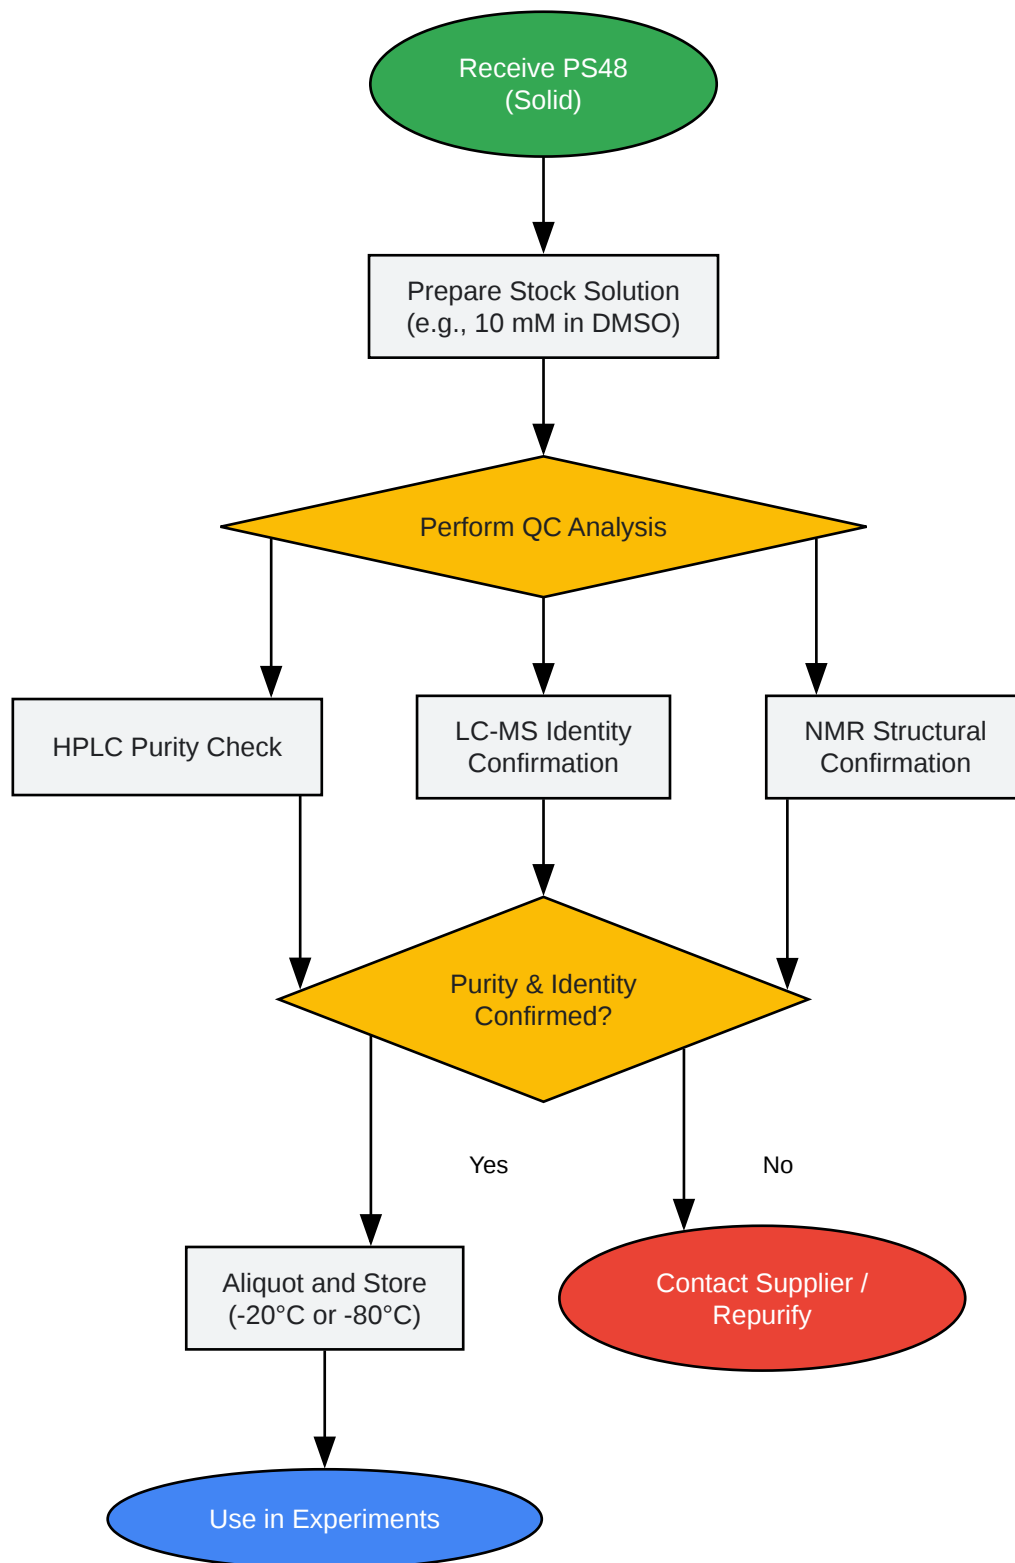 Receive PS48
(Solid)
Prepare Stock Solution
(e.g., 10 mM in DMSO)
Perform QC Analysis
HPLC Purity Check
LC-MS Identity
Confirmation
NMR Structural
Confirmation
Purity & Identity
Confirmed?
Yes
No
Aliquot and Store
(-20°C or -80°C)
Contact Supplier /
Repurify
Use in Experiments